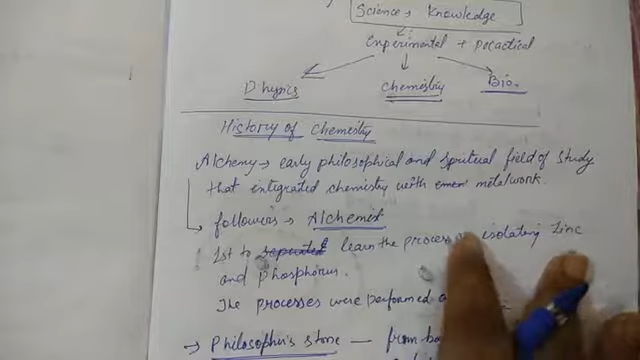 Science → Knowledge
Experimental + Practical
Physics Chemistry Bio.
History of Chemistry
Alchemy → early philosophical and spritual field of study
that entigrated chemistry with metalwork.
followers → Alchemist
1st to learn the process isolating Zinc
and phosphorus.
The processes were performed
→ Philosopher's stone — from